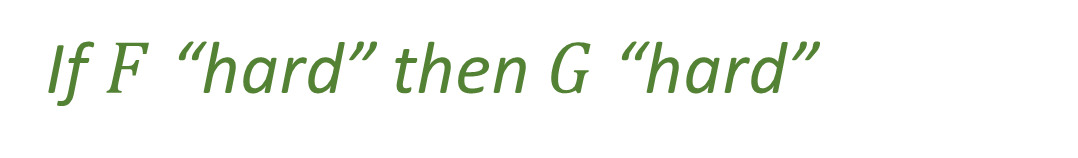 If F “hard” then G “hard”